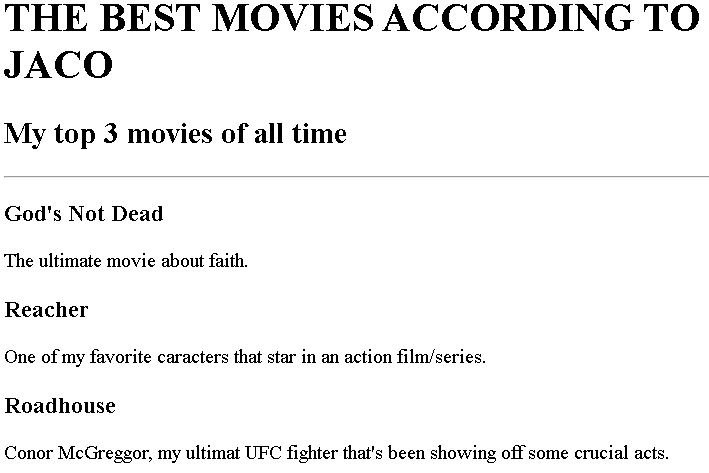 THE BEST MOVIES ACCORDING TO
JACO
My top 3 movies of all time
God's Not Dead
The ultimate movie about faith.
Reacher
One of my favorite caracters that star in an action film/series.
Roadhouse
Conor McGreggor, my ultimat UFC fighter that's been showing off some crucial acts.